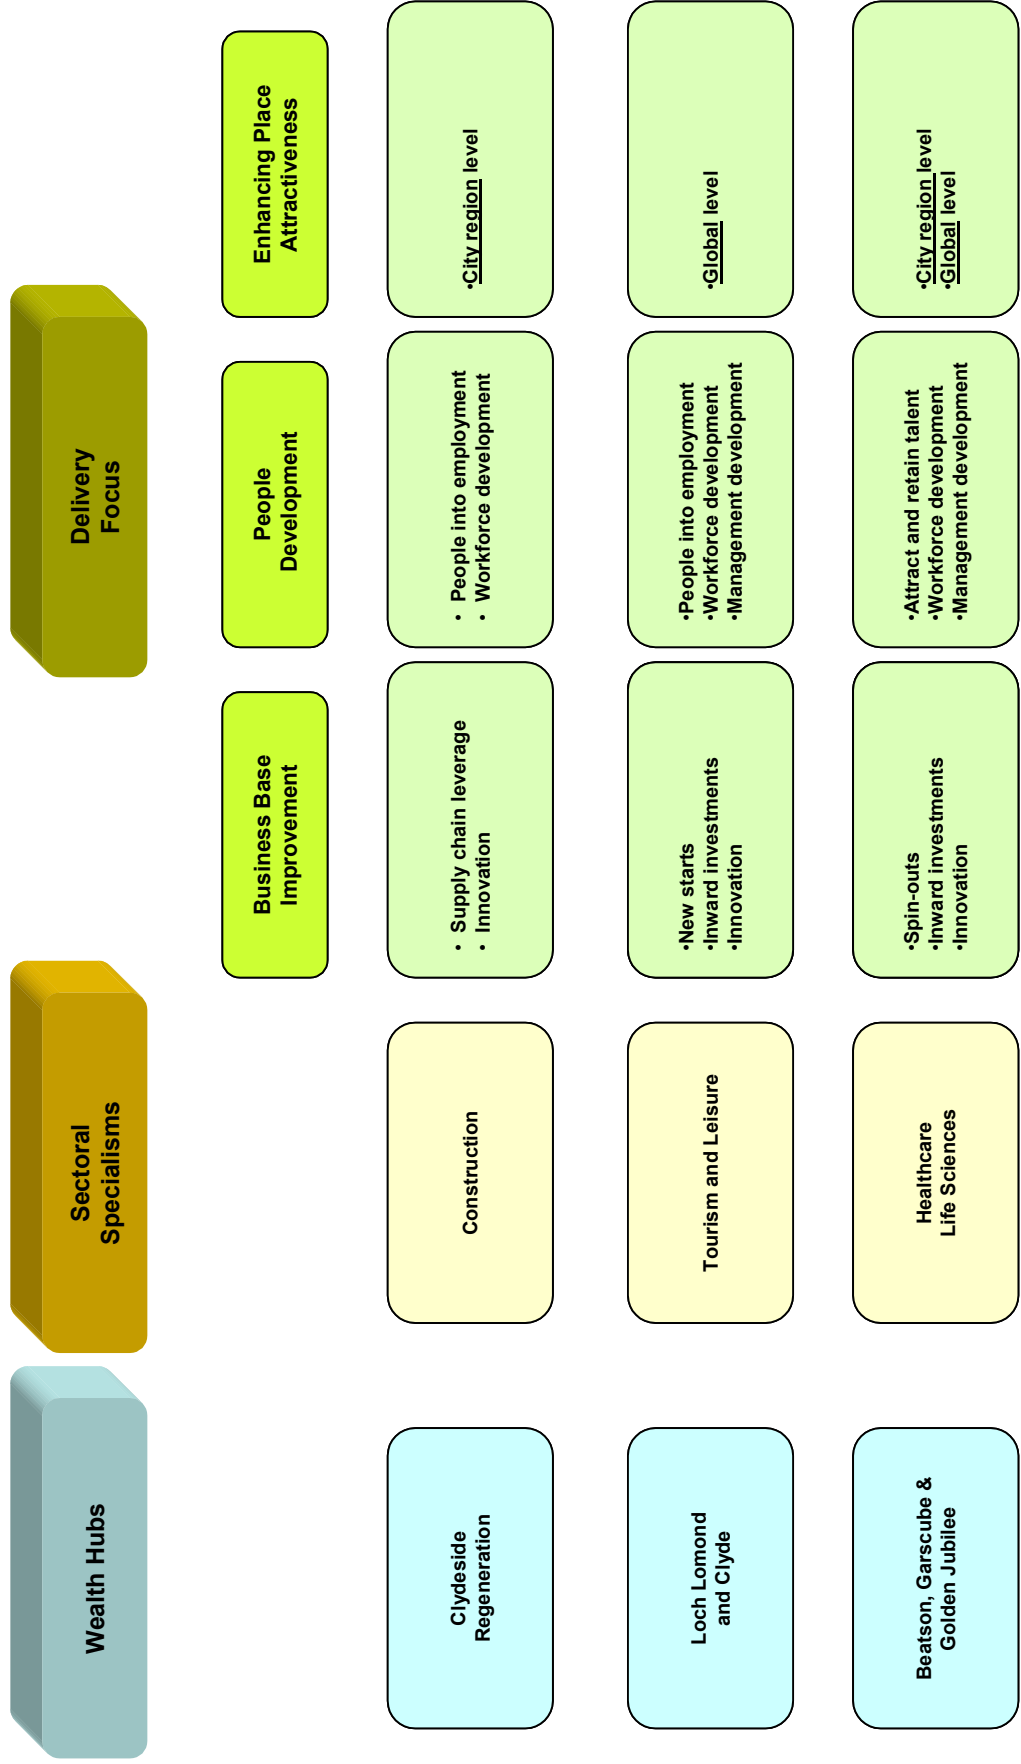 Wealth Hubs
Sectoral
Specialisms
Delivery
Focus
Business Base
Improvement
People
Development
Enhancing Place
Attractiveness
Clydeside
Regeneration
Construction
• Supply chain leverage
• Innovation
• People into employment
• Workforce development
•City region level
Loch Lomond
and Clyde
Tourism and Leisure
•New starts
•Inward investments
•Innovation
•People into employment
•Workforce development
•Management development
•Global level
Beatson, Garscube &
Golden Jubilee
Healthcare
Life Sciences
•Spin-outs
•Inward investments
•Innovation
•Attract and retain talent
•Workforce development
•Management development
•City region level
•Global level